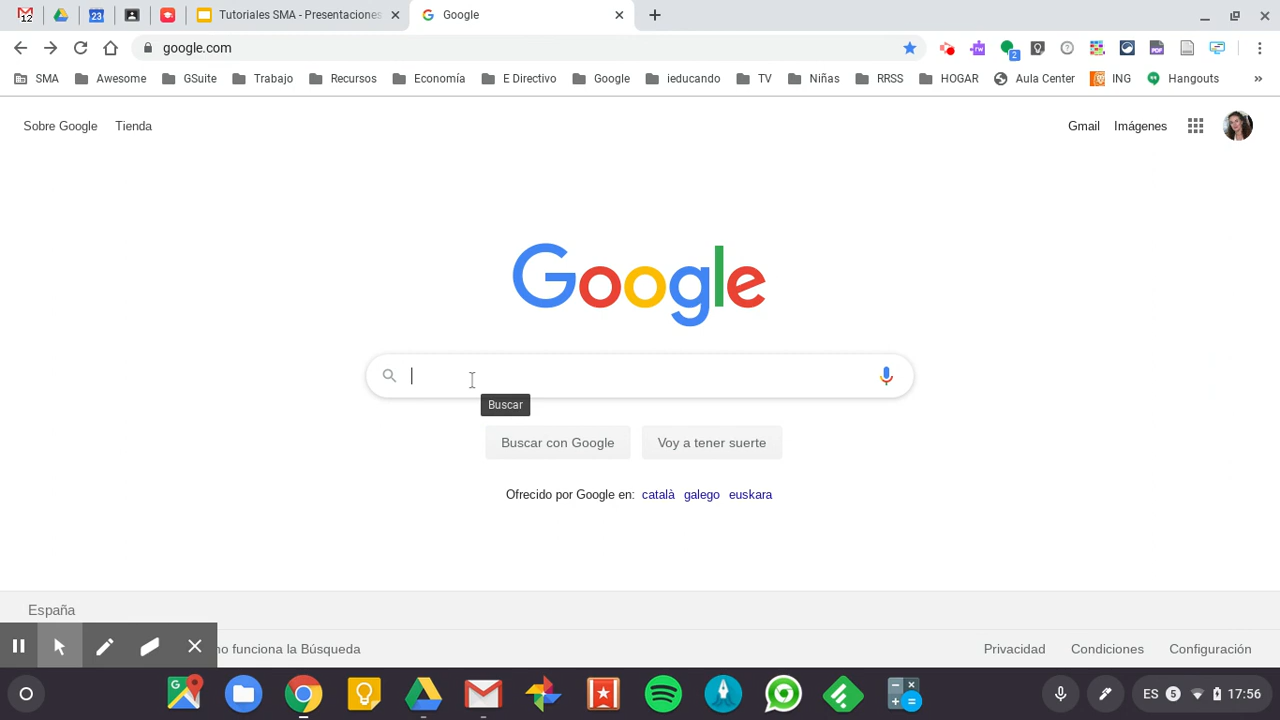 12
23
Tutoriales SMA - Presentaciones
Google
google.com
2
PDF
SMA
Awesome
GSuite
Trabajo
Recursos
Economía
E Directivo
Google
ieducando
TV
Niñas
RRSS
HOGAR
Aula Center
ING
Hangouts
»
Sobre Google
Tienda
Gmail
Imágenes
Google
Buscar
Buscar con Google
Voy a tener suerte
Ofrecido por Google en: català galego euskara
España
no funciona la Búsqueda
Privacidad
Condiciones
Configuración
ES
5
17:56